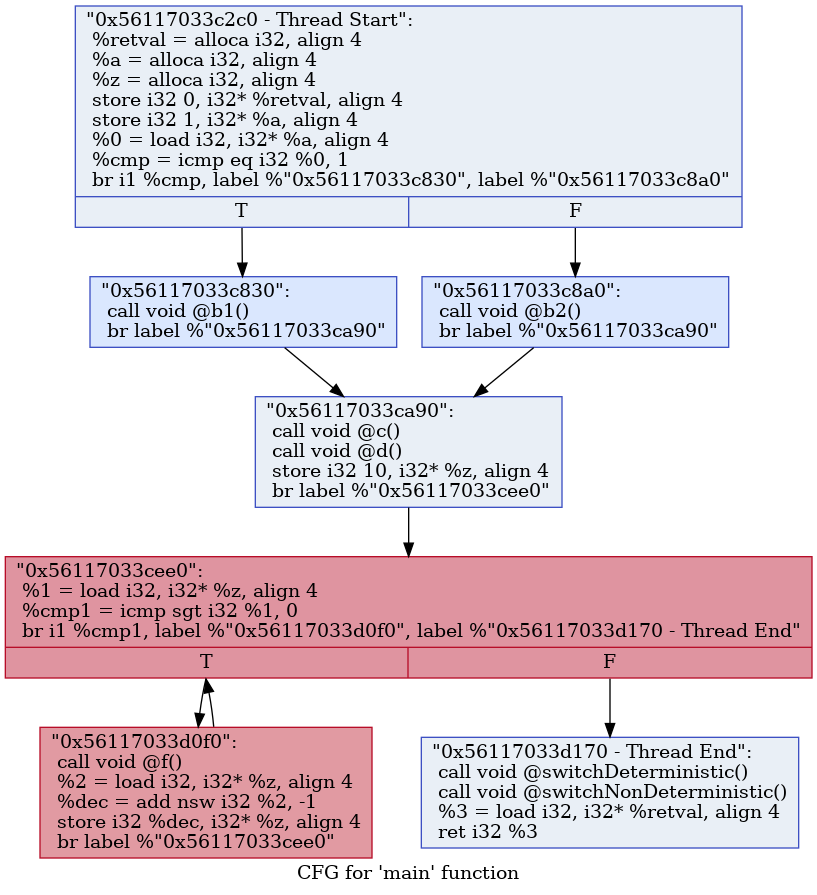 "0x56117033c2c0 - Thread Start":
%retval = alloca i32, align 4
%a = alloca i32, align 4
%z = alloca i32, align 4
store i32 0, i32* %retval, align 4
store i32 1, i32* %a, align 4
%0 = load i32, i32* %a, align 4
%cmp = icmp eq i32 %0, 1
br i1 %cmp, label %"0x56117033c830", label %"0x56117033c8a0"
T
F
"0x56117033c830":
call void @b1()
br label %"0x56117033ca90"
"0x56117033c8a0":
call void @b2()
br label %"0x56117033ca90"
"0x56117033ca90":
call void @c()
call void @d()
store i32 10, i32* %z, align 4
br label %"0x56117033cee0"
"0x56117033cee0":
%1 = load i32, i32* %z, align 4
%cmp1 = icmp sgt i32 %1, 0
br i1 %cmp1, label %"0x56117033d0f0", label %"0x56117033d170 - Thread End"
T
F
"0x56117033d0f0":
call void @f()
%2 = load i32, i32* %z, align 4
%dec = add nsw i32 %2, -1
store i32 %dec, i32* %z, align 4
br label %"0x56117033cee0"
"0x56117033d170 - Thread End":
call void @switchDeterministic()
call void @switchNonDeterministic()
%3 = load i32, i32* %retval, align 4
ret i32 %3
CFG for 'main' function